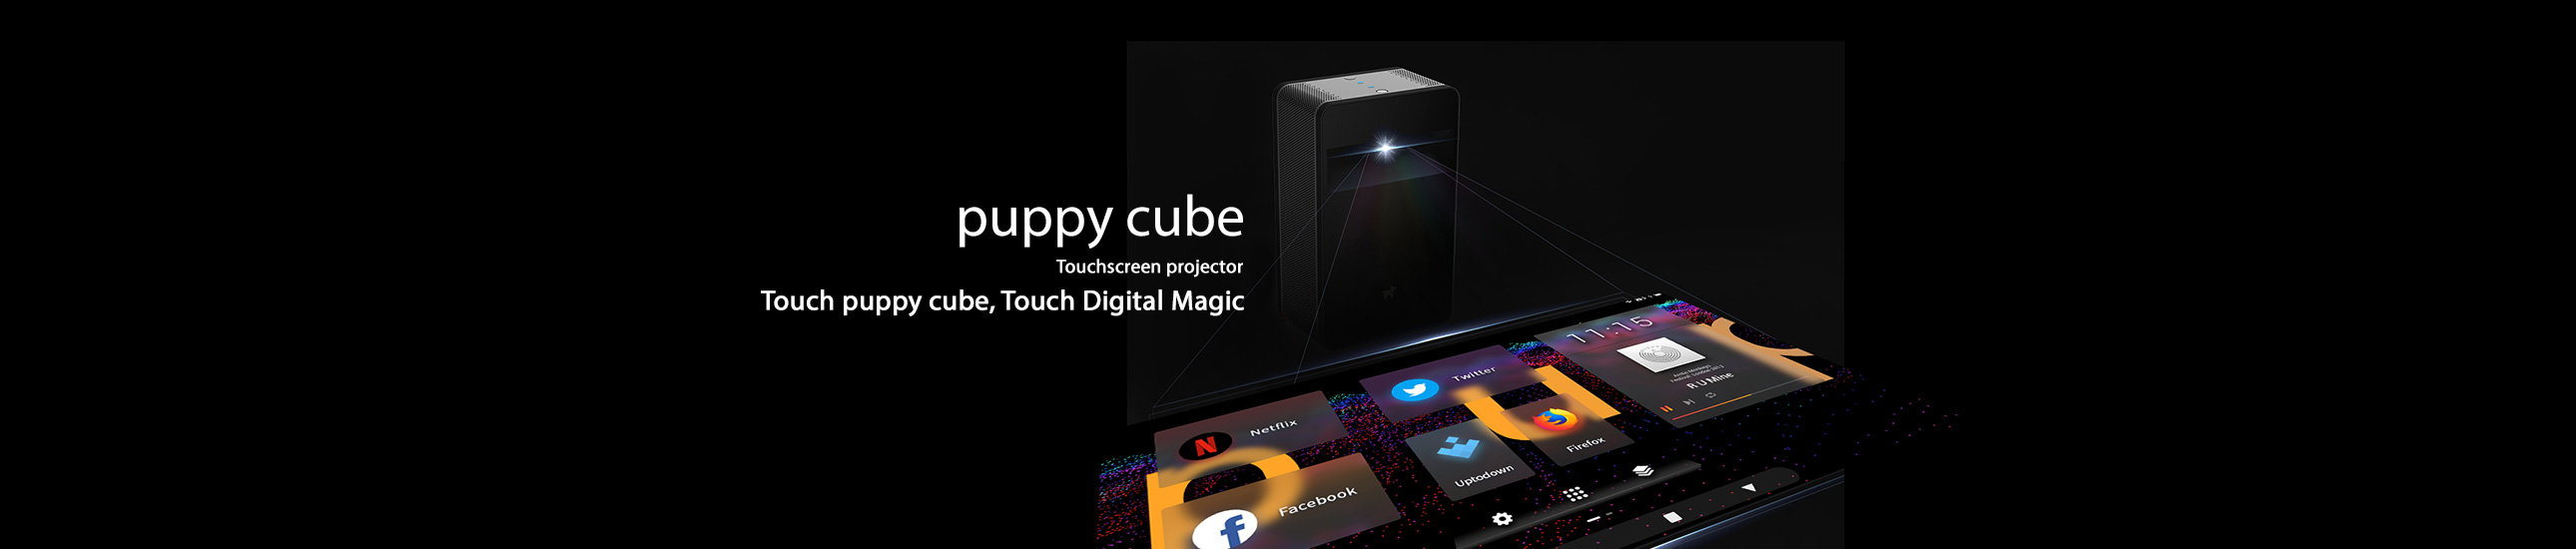 puppy cube
Touchscreen projector
Touch puppy cube, Touch Digital Magic
11:15
R U Mine
Twitter
Netflix
Firefox
Uptodown
Facebook